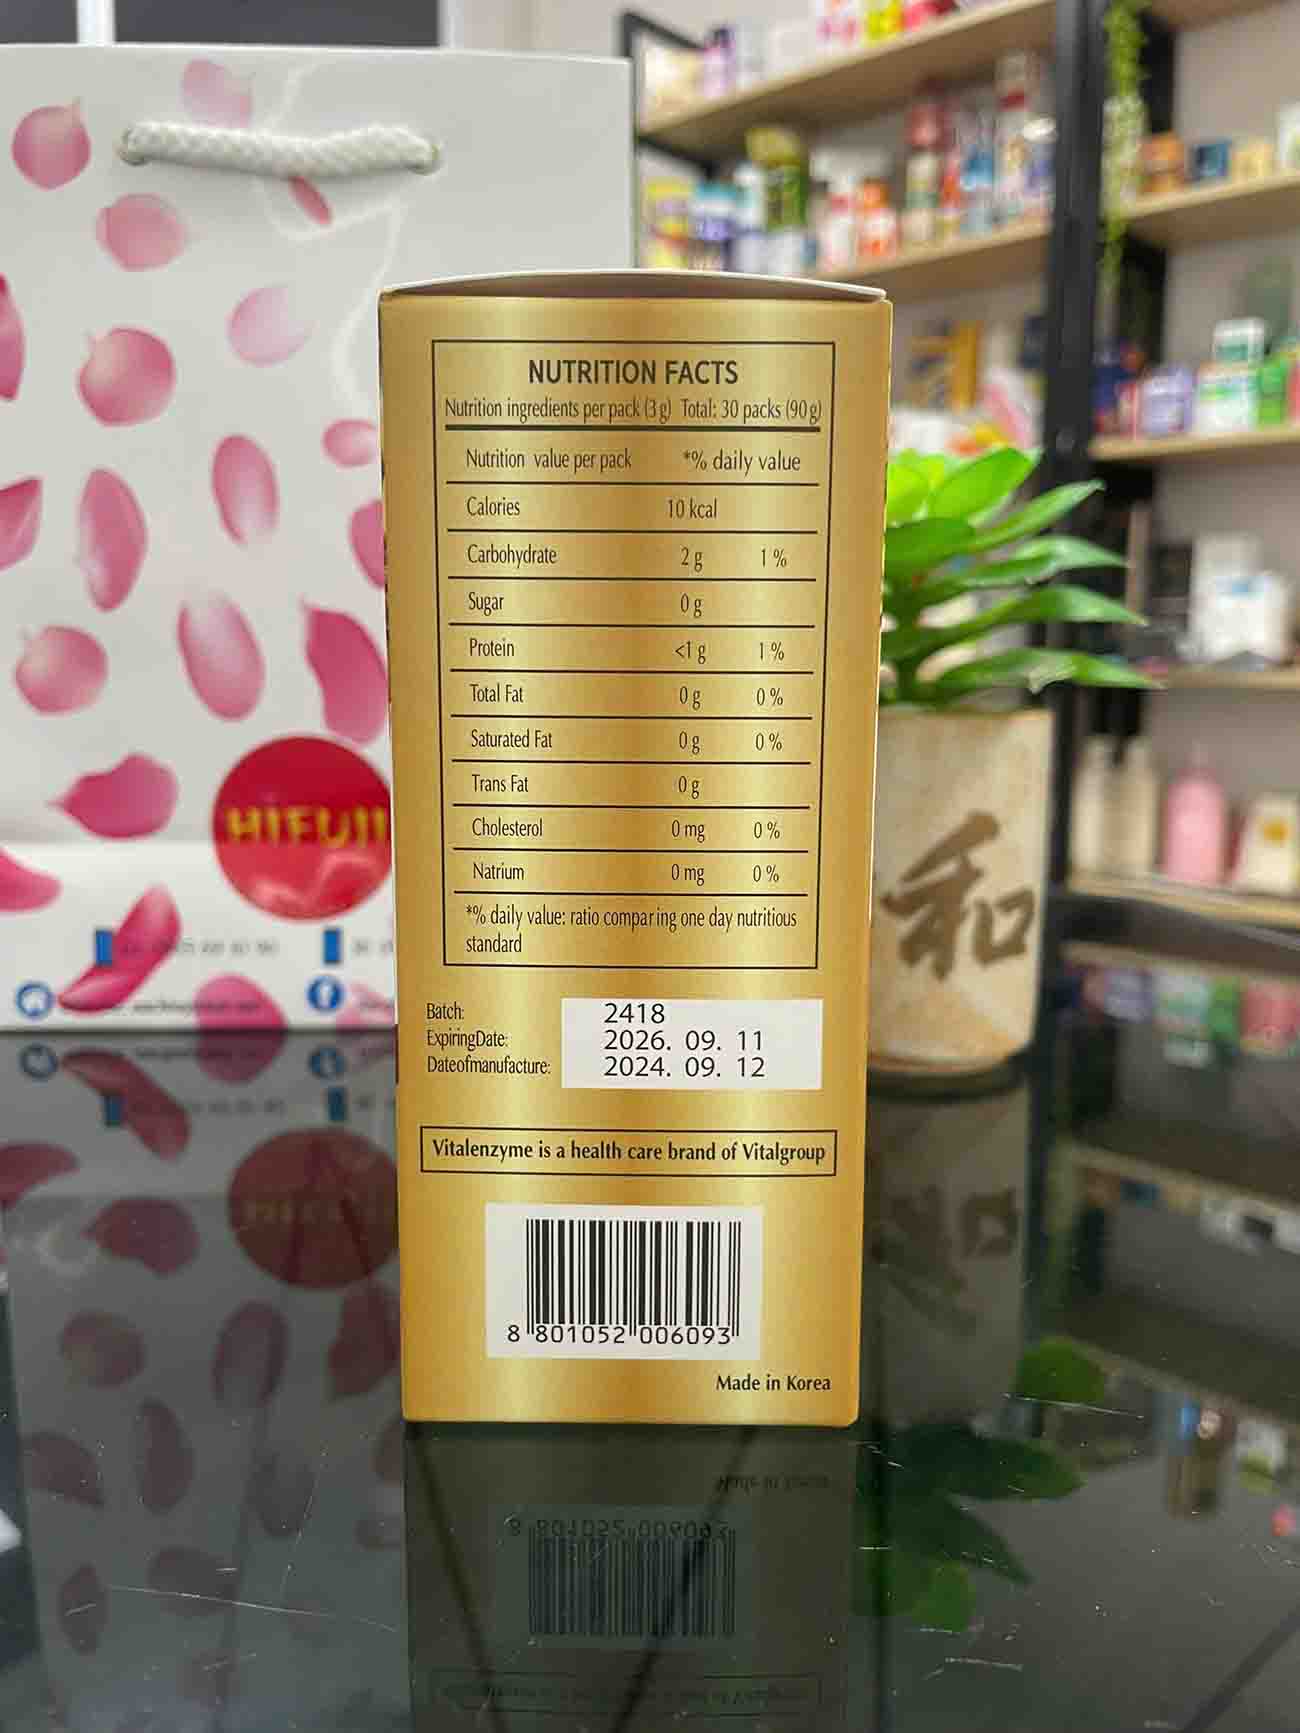 HiFUJI
NUTRITION FACTS
Nutrition ingredients per pack (3 g) Total: 30 packs (90 g)
Nutrition value per pack *% daily value
Calories 10 kcal
Carbohydrate 2 g 1 %
Sugar 0 g
Protein <1 g 1 %
Total Fat 0 g 0 %
Saturated Fat 0 g 0 %
Trans Fat 0 g
Cholesterol 0 mg 0 %
Natrium 0 mg 0 %
*% daily value: ratio comparing one day nutritious
standard
Batch: 2418
ExpiringDate: 2026. 09. 11
Dateofmanufacture: 2024. 09. 12
Vitalenzyme is a health care brand of Vitalgroup
8 801052 006093
Made in Korea
和